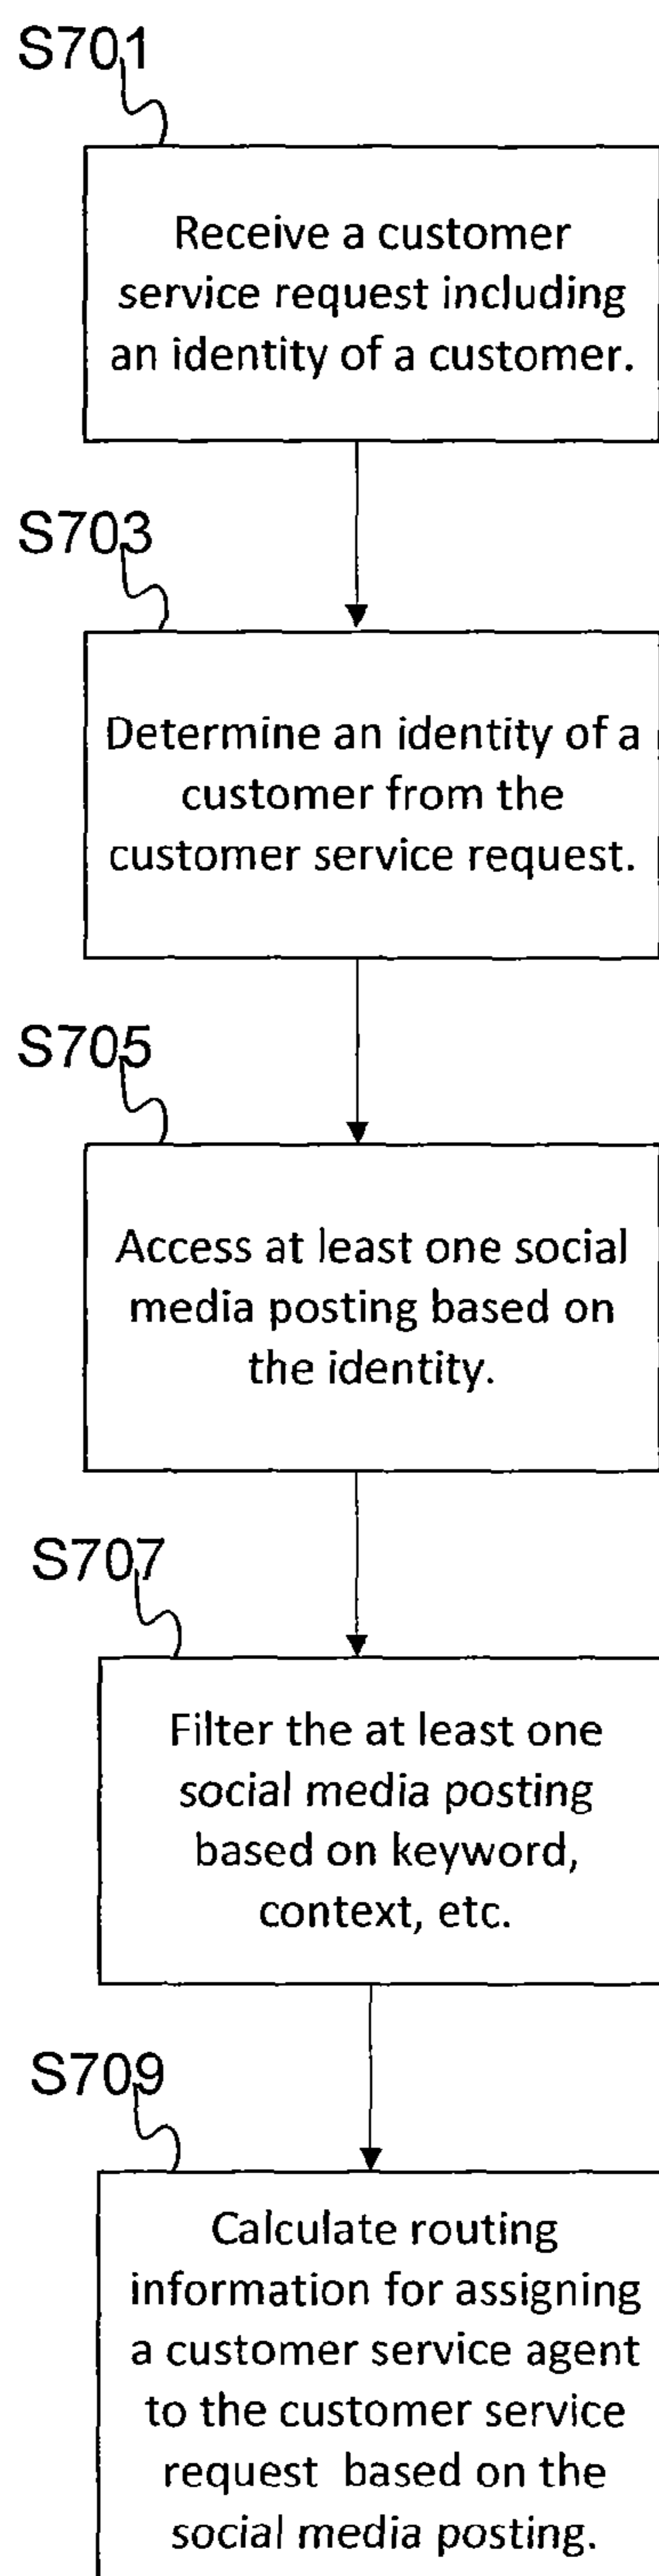 S701
Receive a customer
service request including
an identity of a customer.
S703
Determine an identity of a
customer from the
customer service request.
S705
Access at least one social
media posting based on
the identity.
S707
Filter the at least one
social media posting
based on keyword,
context, etc.
S709
Calculate routing
information for assigning
a customer service agent
to the customer service
request based on the
social media posting.